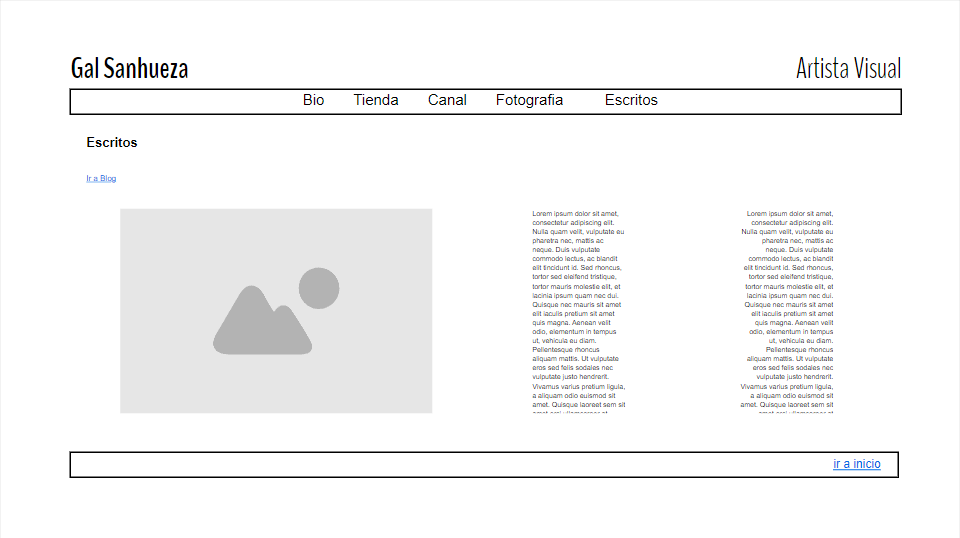 Gal Sanhueza
Artista Visual
Bio Tienda Canal Fotografia Escritos
Escritos
Ir a Blog
Lorem ipsum dolor sit amet,
consectetur adipiscing elit.
Nulla quam velit, vulputate eu
pharetra nec, mattis ac
neque. Duis vulputate
commodo lectus, ac blandit
elit tincidunt id. Sed rhoncus,
tortor sed eleifend tristique,
tortor mauris molestie elit, et
lacinia ipsum quam nec dui.
Quisque nec mauris sit amet
elit iaculis pretium sit amet
quis magna. Aenean velit
odio, elementum in tempus
ut, vehicula eu diam.
Pellentesque rhoncus
aliquam mattis. Ut vulputate
eros sed felis sodales nec
vulputate justo hendrerit.
Vivamus varius pretium ligula,
a aliquam odio euismod sit
amet. Quisque laoreet sem sit
Lorem ipsum dolor sit amet,
consectetur adipiscing elit.
Nulla quam velit, vulputate eu
pharetra nec, mattis ac
neque. Duis vulputate
commodo lectus, ac blandit
elit tincidunt id. Sed rhoncus,
tortor sed eleifend tristique,
tortor mauris molestie elit, et
lacinia ipsum quam nec dui.
Quisque nec mauris sit amet
elit iaculis pretium sit amet
quis magna. Aenean velit
odio, elementum in tempus
ut, vehicula eu diam.
Pellentesque rhoncus
aliquam mattis. Ut vulputate
eros sed felis sodales nec
vulputate justo hendrerit.
Vivamus varius pretium ligula,
a aliquam odio euismod sit
amet. Quisque laoreet sem sit
ir a inicio